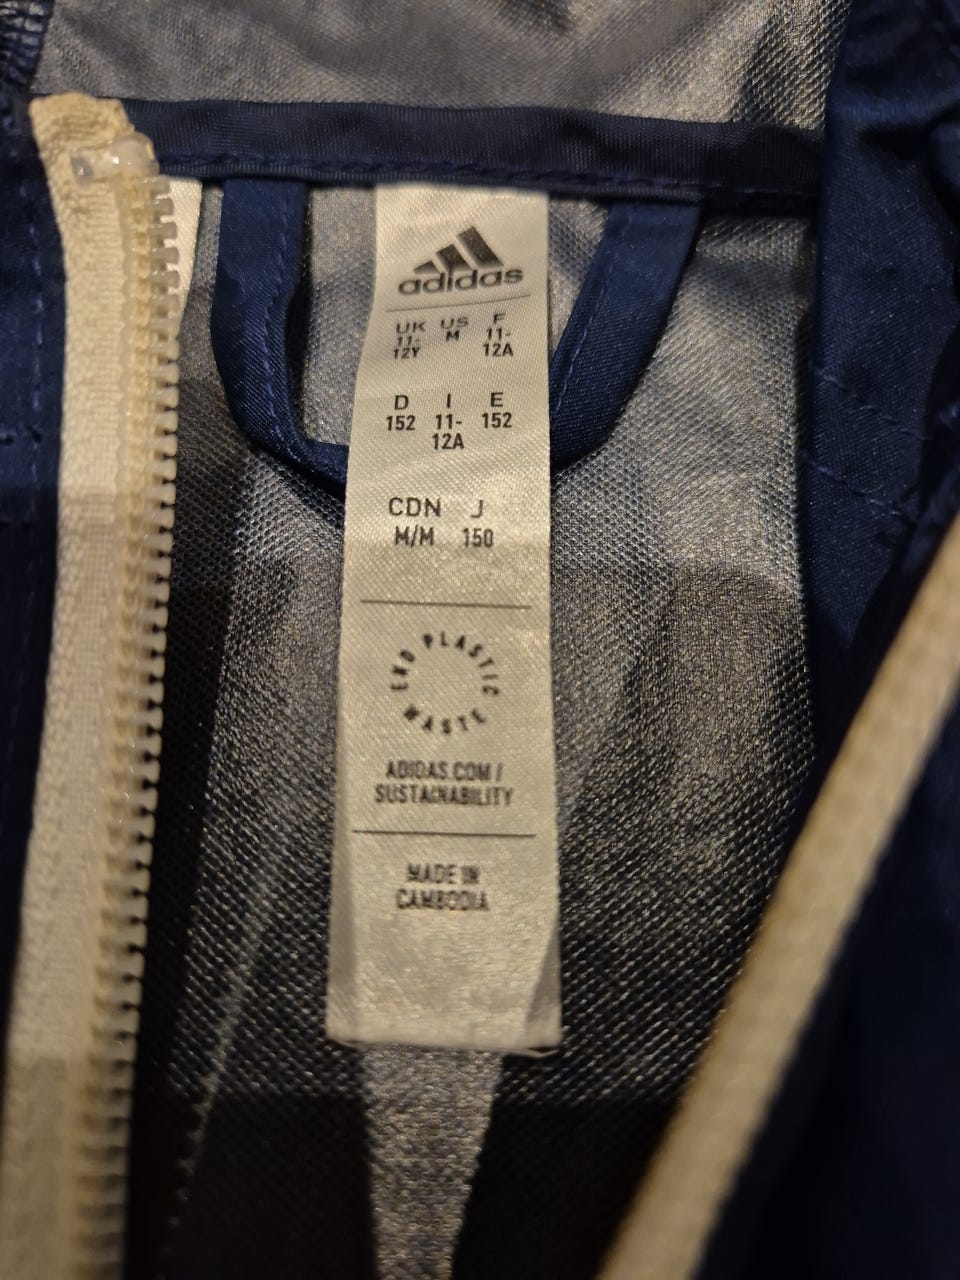 adidas
UK US F
11-12Y M 11-12A
D I E
152 11-12A 152
CDN J
M/M 150
END PLASTIC WASTE
ADIDAS.COM/
SUSTAINABILITY
MADE IN
CAMBODIA